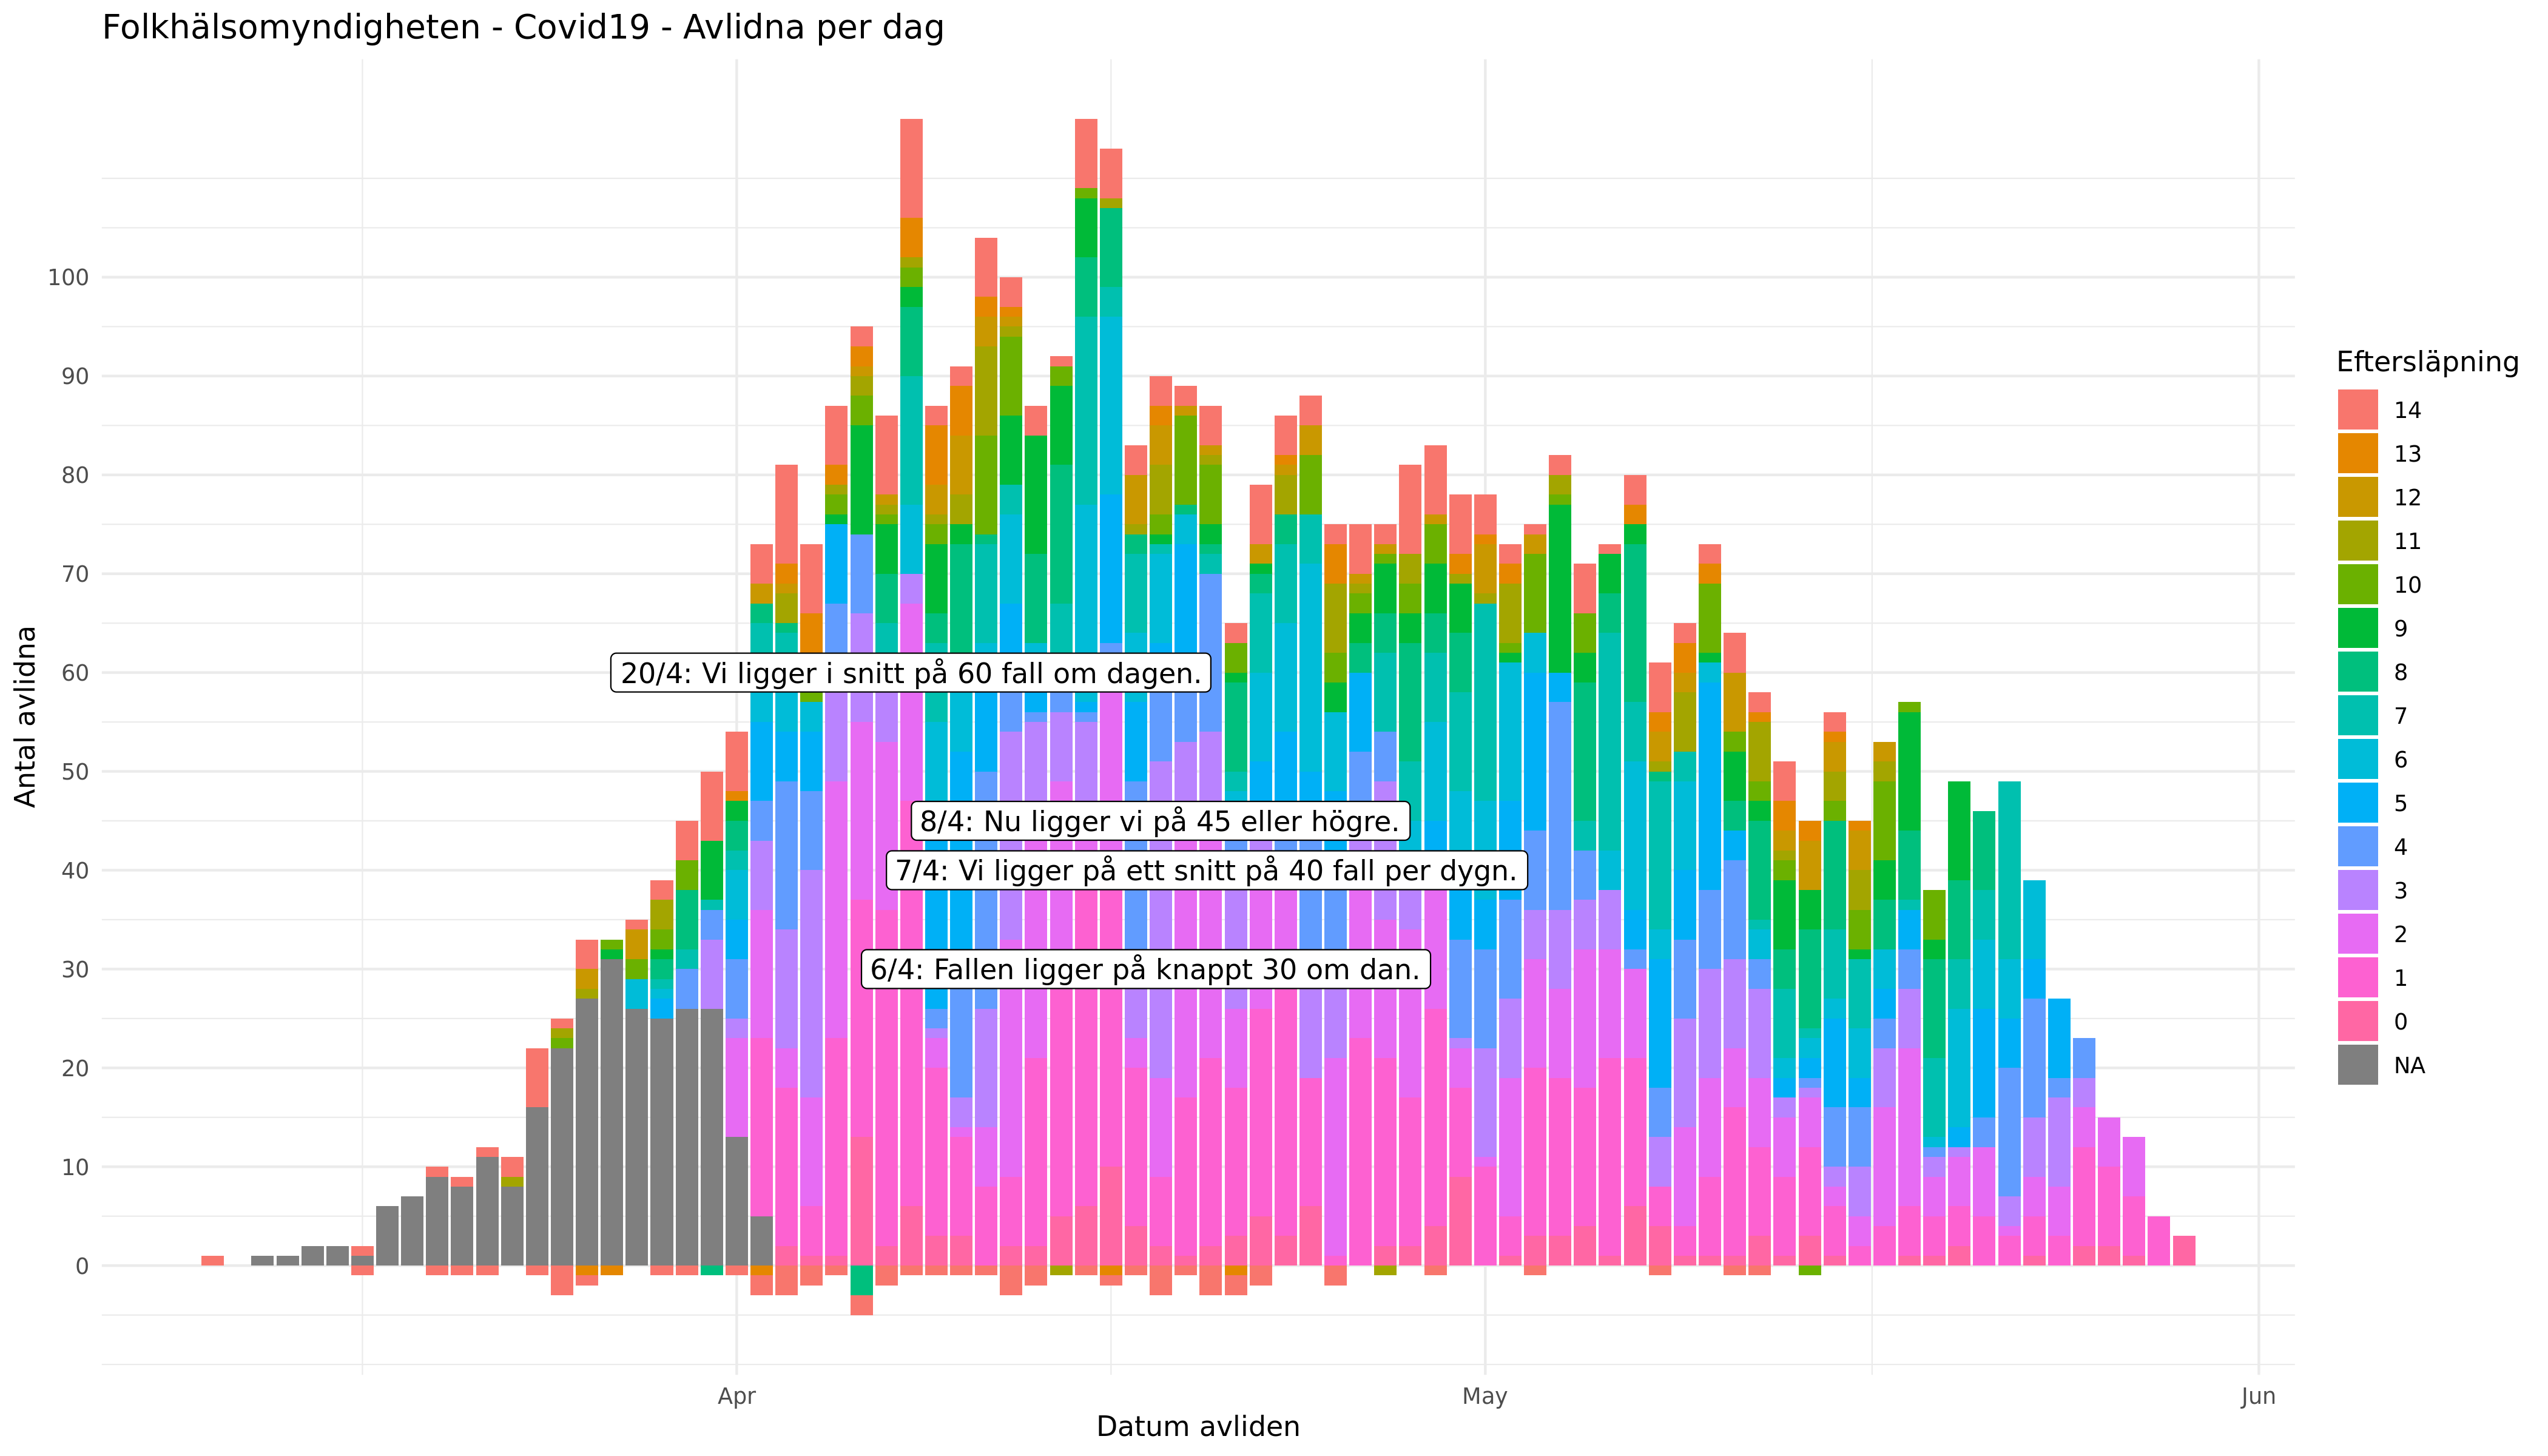 Folkhälsomyndigheten - Covid19 - Avlidna per dag
Antal avlidna
100
90
80
70
60
50
40
30
20
10
0
20/4: Vi ligger i snitt på 60 fall om dagen.
8/4: Nu ligger vi på 45 eller högre.
7/4: Vi ligger på ett snitt på 40 fall per dygn.
6/4: Fallen ligger på knappt 30 om dan.
Apr
May
Jun
Datum avliden
Eftersläpning
14
13
12
11
10
9
8
7
6
5
4
3
2
1
0
NA